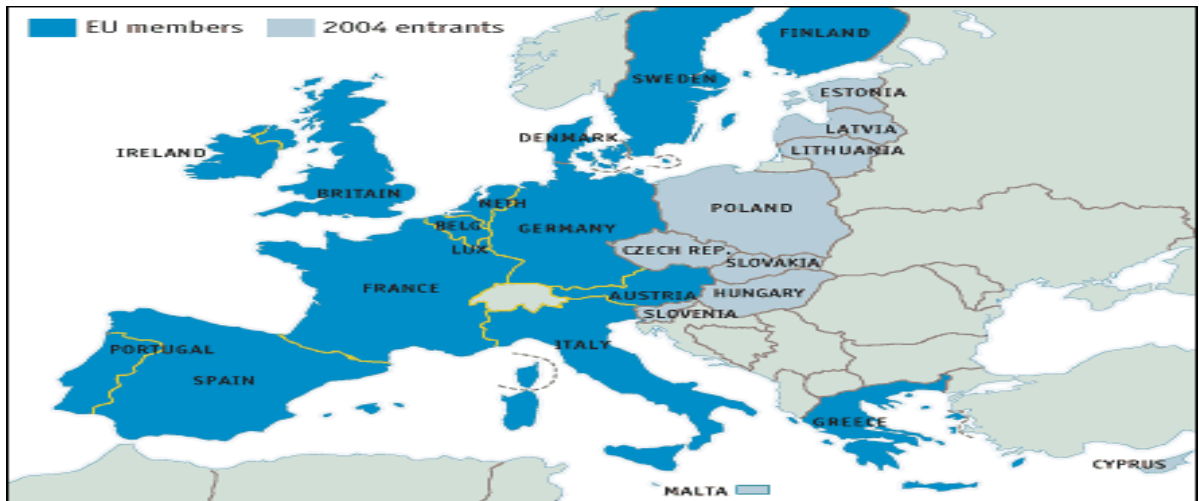 EU members
2004 entrants
FINLAND
SWEDEN
ESTONIA
DENMARK
LATVIA
IRELAND
LITHUANIA
BRITAIN
NETH
POLAND
BELG
GERMANY
LUX
CZECH REP.
SLOVAKIA
FRANCE
AUSTRIA
HUNGARY
SLOVENIA
ITALY
PORTUGAL
SPAIN
GREECE
CYPRUS
MALTA